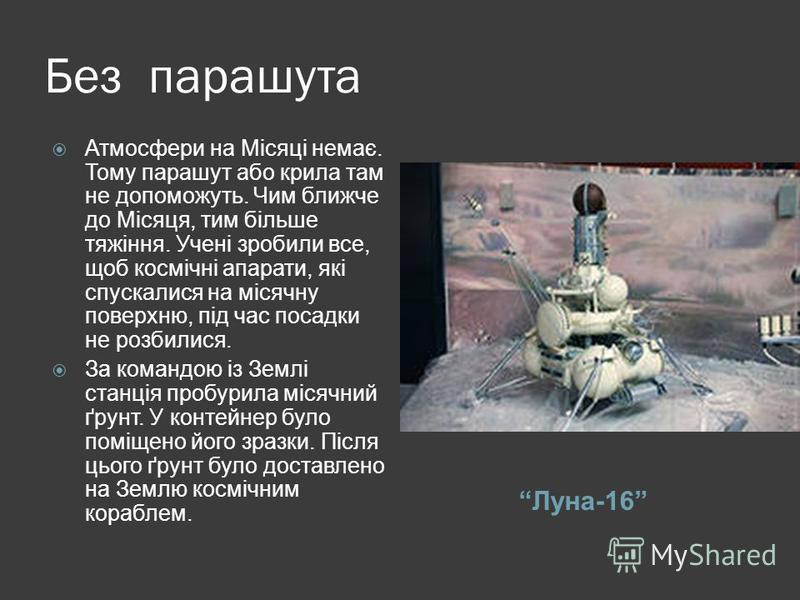 Без парашута
Атмосфери на Місяці немає.
Тому парашут або крила там
не допоможуть. Чим ближче
до Місяця, тим більше
тяжіння. Учені зробили все,
щоб космічні апарати, які
спускалися на місячну
поверхню, під час посадки
не розбилися.
За командою із Землі
станція пробурила місячний
ґрунт. У контейнер було
поміщено його зразки. Після
цього ґрунт було доставлено
на Землю космічним
кораблем.
“Луна-16”
MyShared